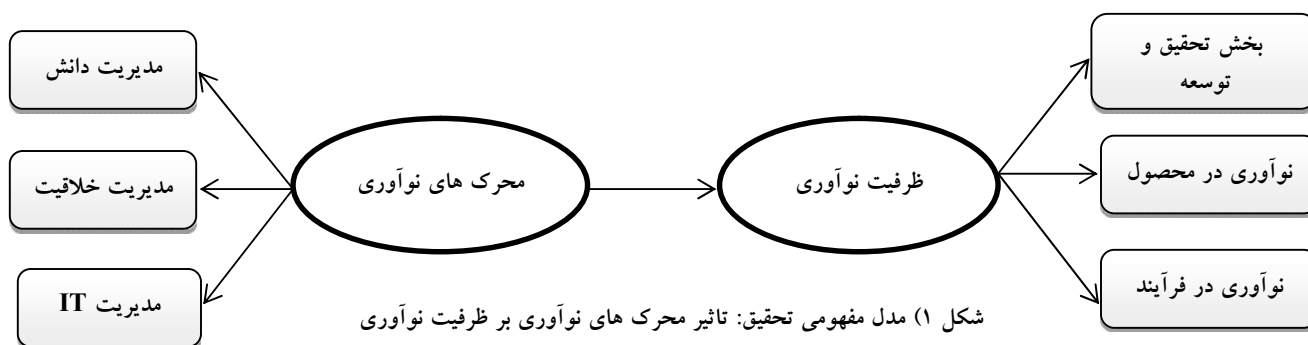 بخش تحقیق و
توسعه
مدیریت دانش
نوآوری در محصول
ظرفیت نوآوری
محرک های نوآوری
مدیریت خلاقیت
نوآوری در فرآیند
مدیریت IT
شکل ۱) مدل مفهومی تحقیق: تاثیر محرک های نوآوری بر ظرفیت نوآوری